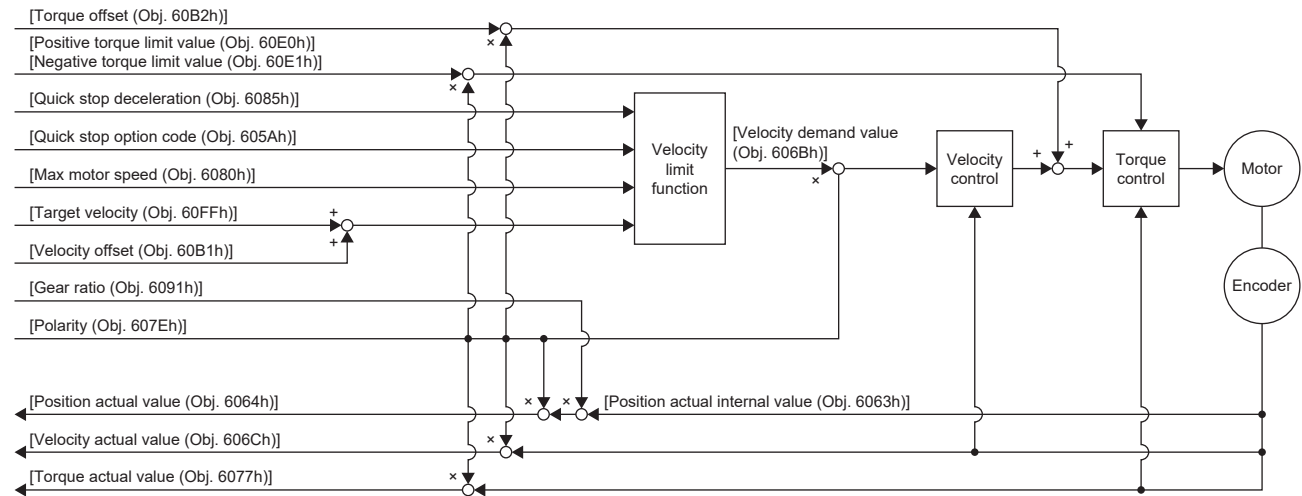 [Torque offset (Obj. 60B2h)]
×
[Positive torque limit value (Obj. 60E0h)]
[Negative torque limit value (Obj. 60E1h)]
×
[Quick stop deceleration (Obj. 6085h)]
[Quick stop option code (Obj. 605Ah)]
[Max motor speed (Obj. 6080h)]
[Target velocity (Obj. 60FFh)]
+
+
[Velocity offset (Obj. 60B1h)]
[Gear ratio (Obj. 6091h)]
[Polarity (Obj. 607Eh)]
Velocity
limit
function
[Velocity demand value
(Obj. 606Bh)]
×
Velocity
control
+
+
Torque
control
Motor
Encoder
[Position actual value (Obj. 6064h)]
×
×
[Position actual internal value (Obj. 6063h)]
[Velocity actual value (Obj. 606Ch)]
×
[Torque actual value (Obj. 6077h)]
×